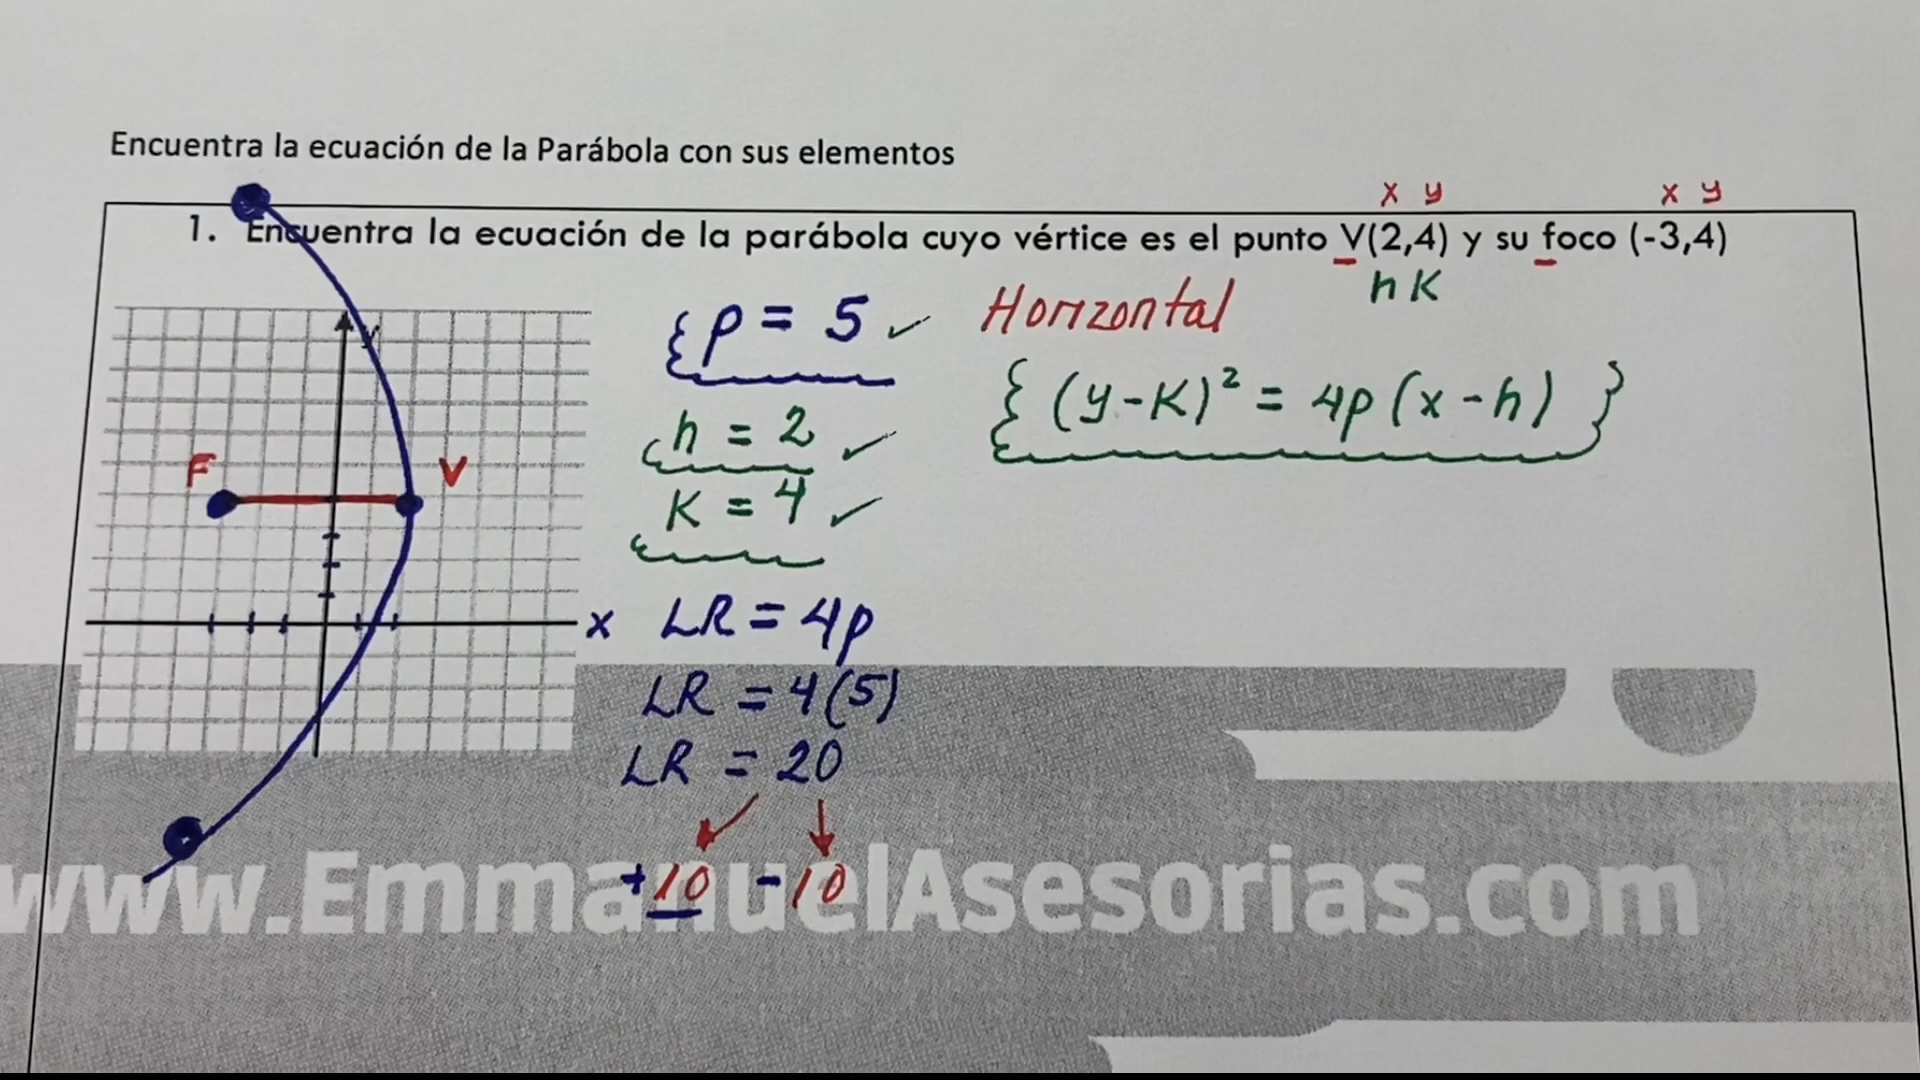 Encuentra la ecuación de la Parábola con sus elementos
x y x y
1. Encuentra la ecuación de la parábola cuyo vértice es el punto V(2,4) y su foco (-3,4)
h K
{p = 5 ✓ Horizontal
y
{ (y-K)² = 4p(x-h) }
h = 2 ✓
F V
K = 4 ✓
x LR = 4p
LR = 4(5)
LR = 20
+10 -10
www.EmmanuelAsesorias.com